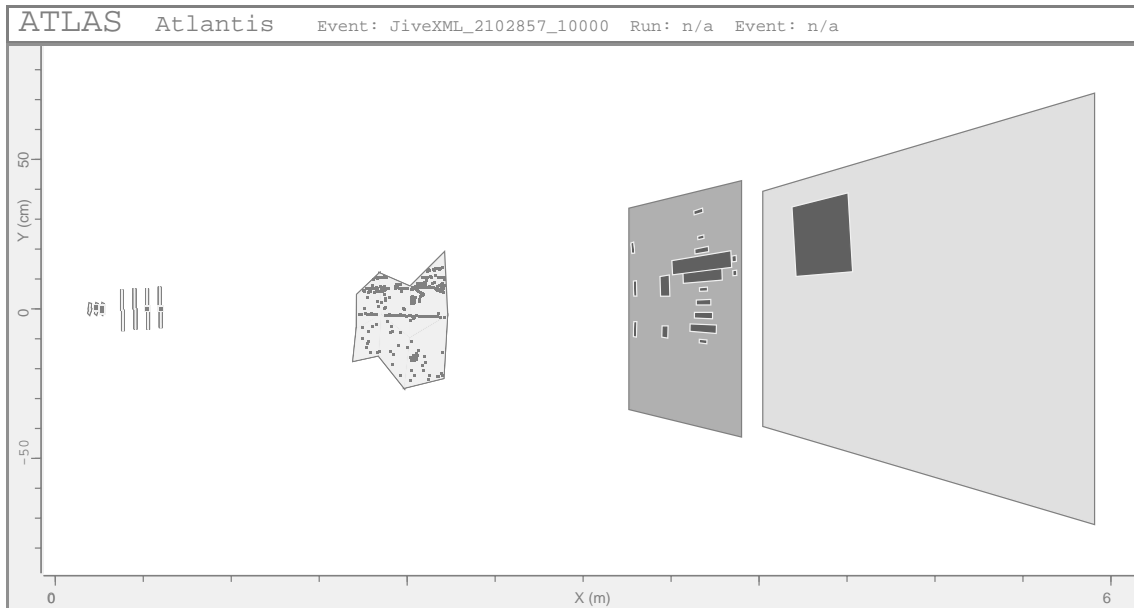 ATLAS Atlantis Event: JiveXML_2102857_10000 Run: n/a Event: n/a
50
Y (cm)
0
-50
0 X (m) 6